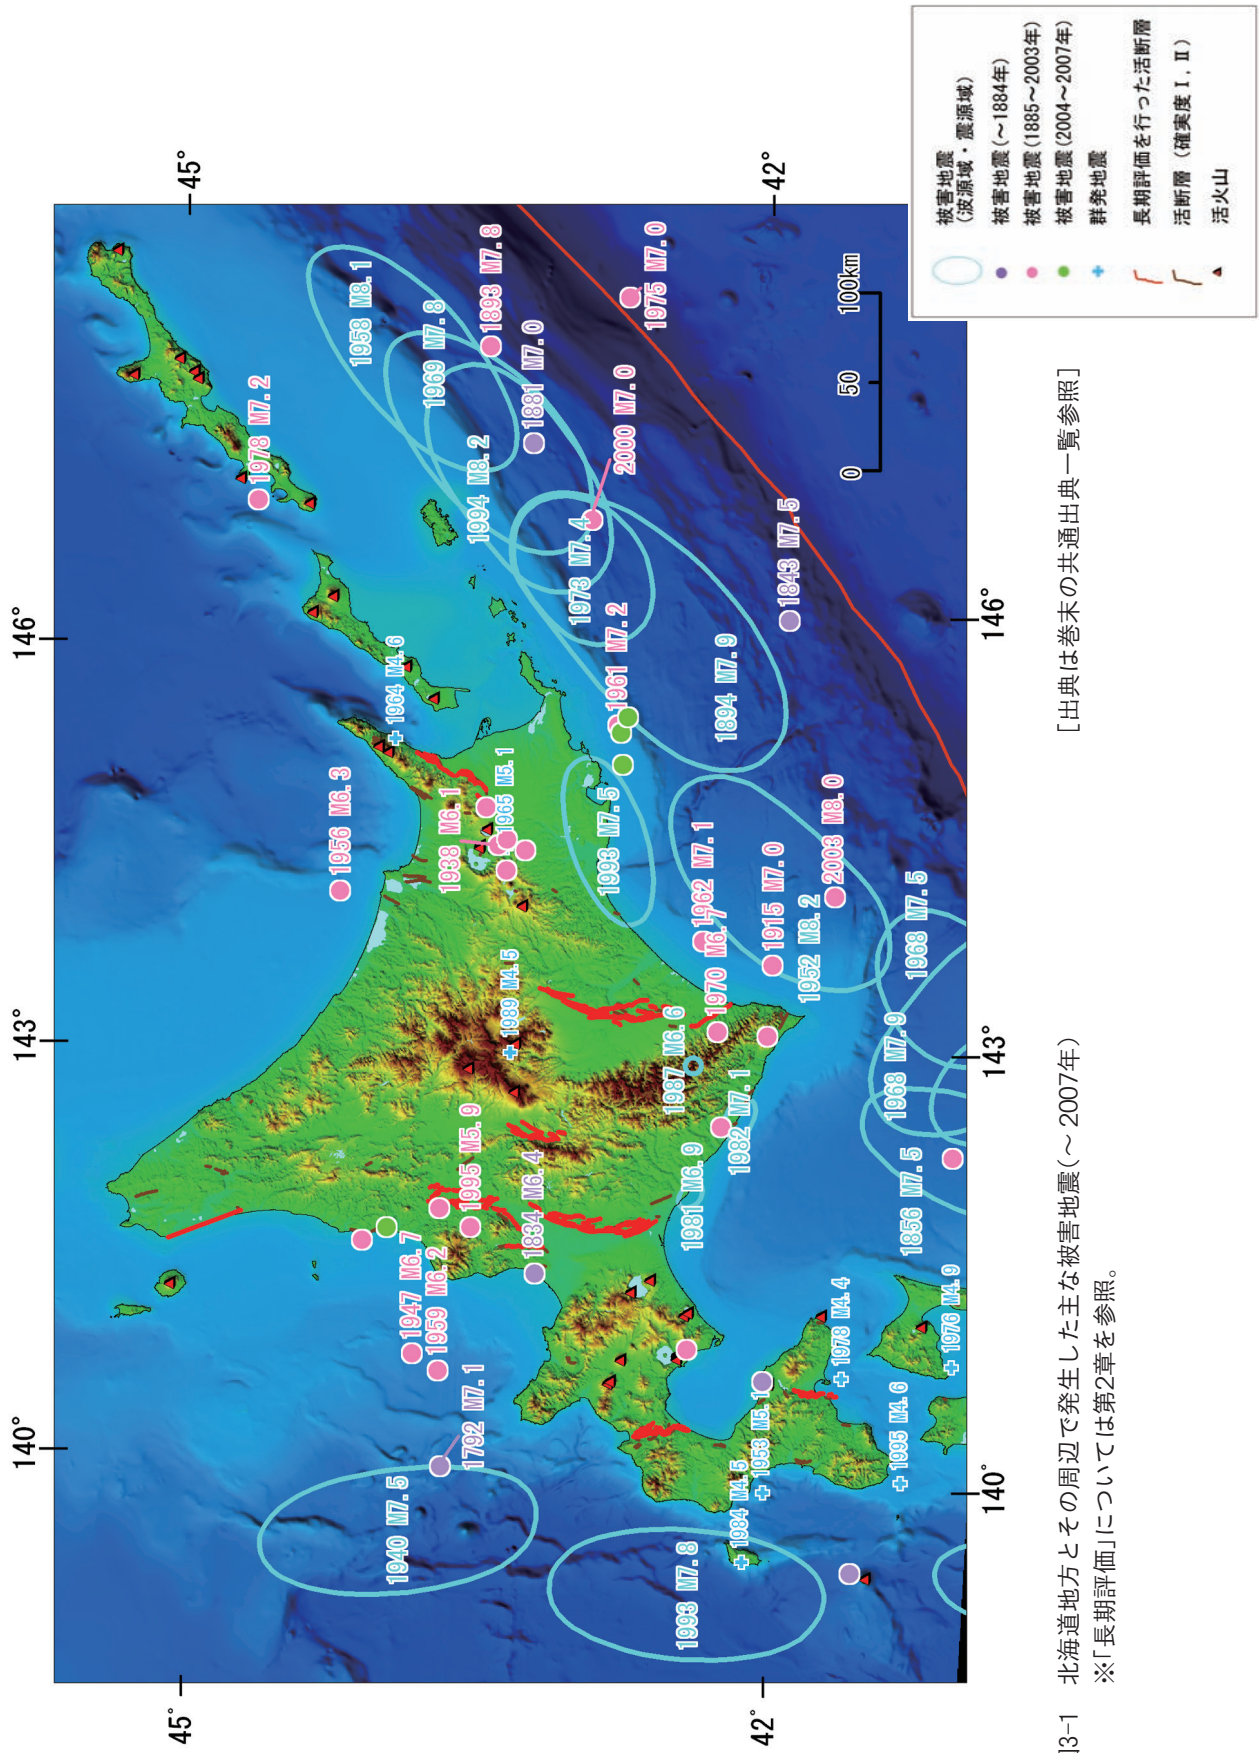 140°
143°
146°
45°
45°
42°
42°
140°
143°
146°
1978 M7.2
1958 M8.1
1969 M7.8
1893 M7.8
1994 M8.2
1881 M7.0
1975 M7.0
2000 M7.0
1973 M7.4
1961 M7.2
1894 M7.9
1843 M7.5
1964 M4.6
1956 M6.3
1938 M6.1
1965 M5.1
1993 M7.5
1962 M7.1
1970 M6.7
1915 M7.0
1952 M8.2
2003 M8.0
1968 M7.5
1968 M7.9
1856 M7.5
1989 M4.5
1987 M6.6
1982 M7.1
1981 M6.9
1995 M5.9
1834 M6.4
1947 M6.7
1959 M6.2
1792 M7.1
1940 M7.5
1993 M7.8
1984 M4.5
1953 M5.1
1978 M4.4
1995 M4.6
1976 M4.9
0 50 100km
被害地震
(波源域・震源域)
被害地震(～1884年)
被害地震(1885～2003年)
被害地震(2004～2007年)
群発地震
長期評価を行った活断層
活断層（確実度Ⅰ,Ⅱ）
活火山
[出典は巻末の共通出典一覧参照]
]3-1 北海道地方とその周辺で発生した主な被害地震(～2007年)
※「長期評価」については第2章を参照。